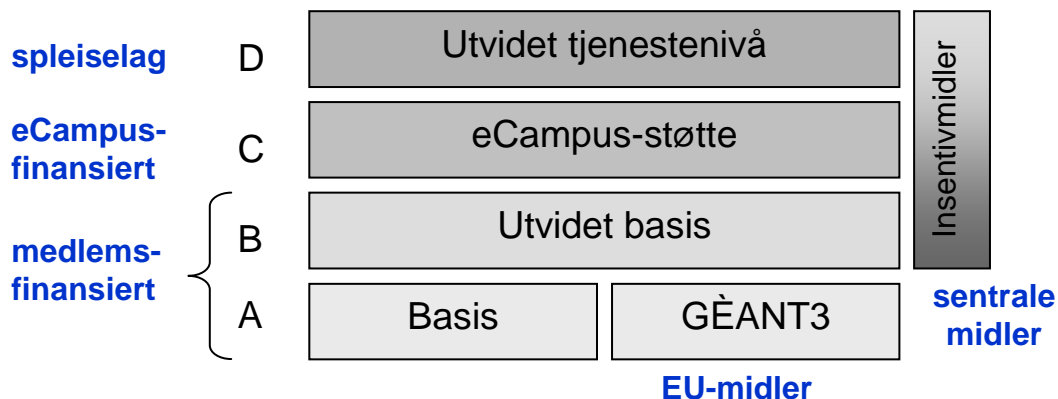 spleiselag
D
Utvidet tjenestenivå
Insentivmidler
eCampus-
finansiert
C
eCampus-støtte
medlems-
finansiert
B
Utvidet basis
A
Basis
GÈANT3
sentrale
midler
EU-midler